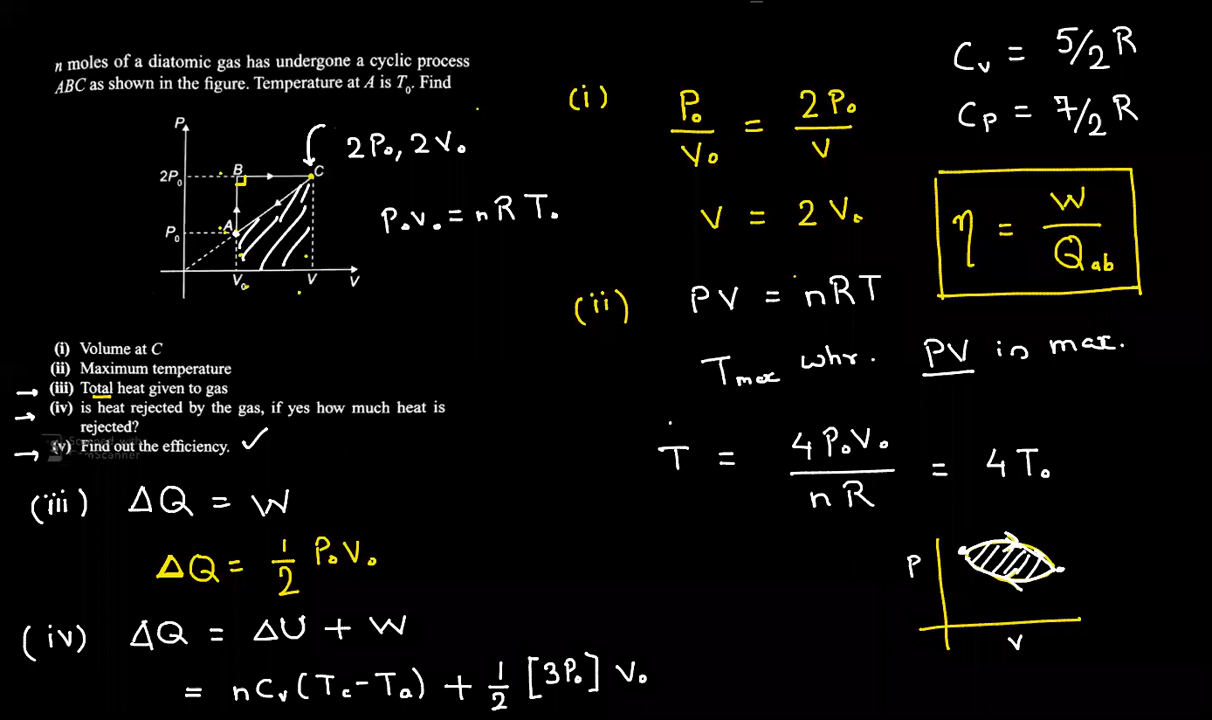 n moles of a diatomic gas has undergone a cyclic process
ABC as shown in the figure. Temperature at A is T₀. Find
P
2P₀
B
C
2P₀, 2V₀
P₀
A
V₀
V
V
P₀V₀ = nRT₀
(i) Volume at C
(ii) Maximum temperature
(iii) Total heat given to gas
(iv) is heat rejected by the gas, if yes how much heat is
rejected?
(v) Find out the efficiency. ✓
(iii) ΔQ = W
ΔQ = 1/2 P₀V₀
(iv) ΔQ = ΔU + W
= nCv(Tc-Ta) + 1/2 [3P₀] V₀
(i) P₀/V₀ = 2P₀/V
V = 2V₀
(ii) PV = nRT
Tmax whr. PV is max.
T = 4P₀V₀/nR = 4T₀
Cv = 5/2 R
CP = 7/2 R
η = W/Qab
P
V